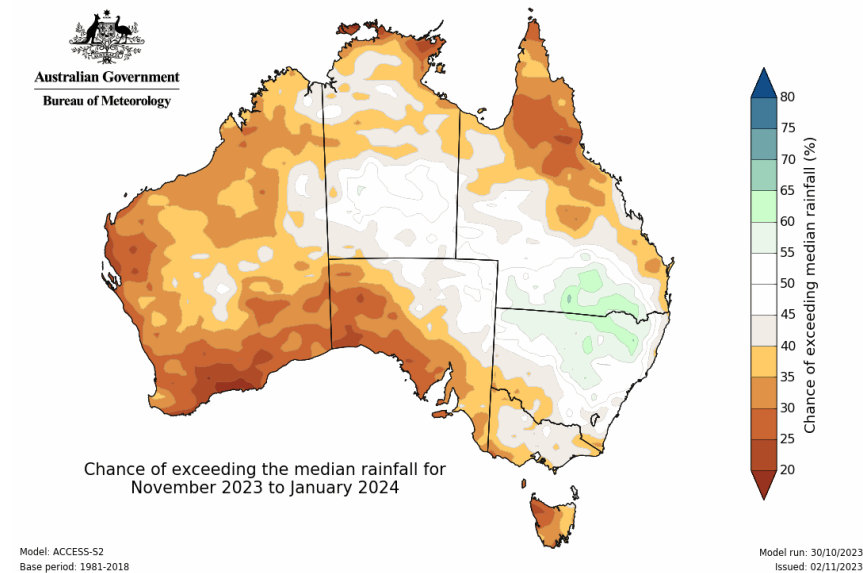 Australian Government
Bureau of Meteorology
80
75
70
65
60
55
50
45
40
35
30
25
20
Chance of exceeding median rainfall (%)
Chance of exceeding the median rainfall for
November 2023 to January 2024
Model: ACCESS-S2
Base period: 1981-2018
Model run: 30/10/2023
Issued: 02/11/2023